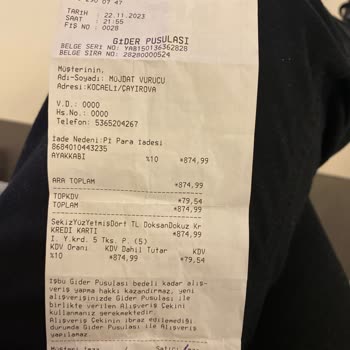 TARİH : 22.11.2023
SAAT : 21:55
FİŞ NO : 0028
GİDER PUSULASI
BELGE SERİ NO: YAB150136362828
BELGE SIRA NO: 28280000524
Müşterinin,
Adı-Soyadı: MÜJDAT VURUCU
Adresi:KOCAELİ/ÇAYIROVA
V.D.: 0000
Hs.No.: 0000
Telefon: 5365204267
İade Nedeni:Pİ Para İadesi
8684010443235
AYAKKABI %10 *874,99
ARA TOPLAM *874,99
TOPKDV *79,54
TOPLAM *874,99
SekizYüzYetmişDört TL DoksanDokuz Kr
KREDİ KARTI *874,99
I. Y.krd. 5 Tks. P. (5)
KDV Oranı KDV Dahil Tutar KDV
%10 *874,99 *79,54
İşbu Gider Pusulası bedeli kadar alış-
veriş yapma hakkı kazandırmaz, yeni
alışverişinizde Gider Pusulası ile
birlikte verilen Alışveriş Çekini
kullanmanız gerekmektedir.
Alışveriş Çekinin ibraz edilemediği
durumda Gider Pusulası ile Alışveriş
yapılamaz.